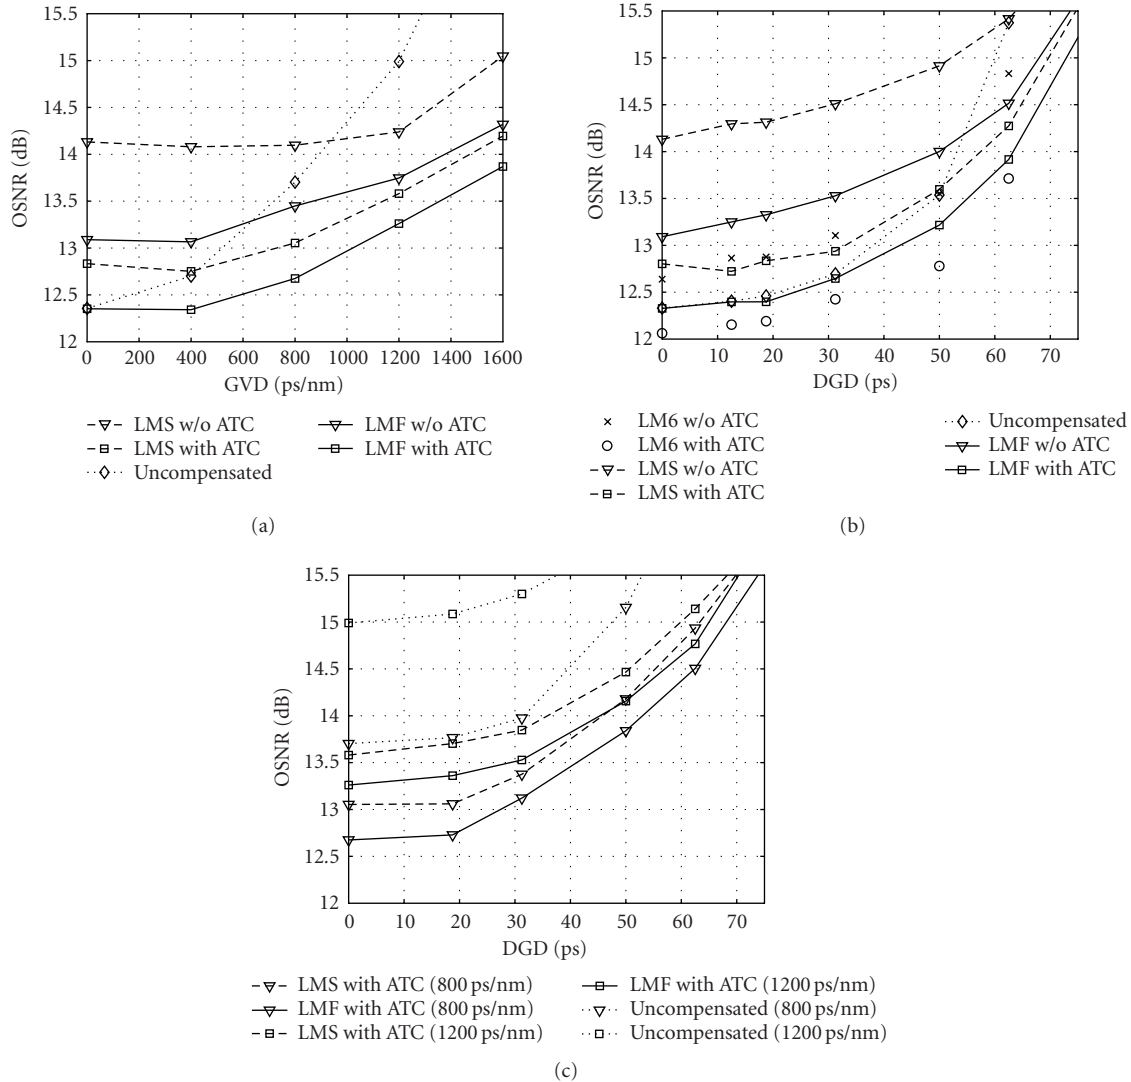 15.5
15
14.5
14
13.5
13
12.5
12
OSNR (dB)
0 200 400 600 800 1000 1200 1400 1600
GVD (ps/nm)
LMS w/o ATC
LMS with ATC
Uncompensated
LMF w/o ATC
LMF with ATC
(a)
15.5
15
14.5
14
13.5
13
12.5
12
OSNR (dB)
0 10 20 30 40 50 60 70
DGD (ps)
LM6 w/o ATC
LM6 with ATC
LMS w/o ATC
LMS with ATC
Uncompensated
LMF w/o ATC
LMF with ATC
(b)
15.5
15
14.5
14
13.5
13
12.5
12
OSNR (dB)
0 10 20 30 40 50 60 70
DGD (ps)
LMS with ATC (800 ps/nm)
LMF with ATC (800 ps/nm)
LMS with ATC (1200 ps/nm)
LMF with ATC (1200 ps/nm)
Uncompensated (800 ps/nm)
Uncompensated (1200 ps/nm)
(c)